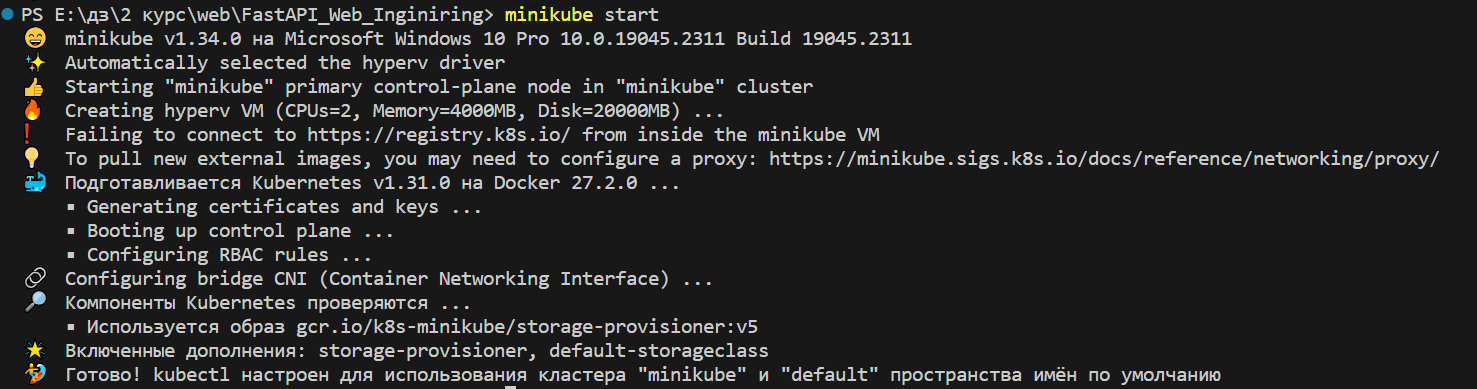 PS E:\дз\2 курс\web\FastAPI_Web_Inginiring> minikube start
😄 minikube v1.34.0 на Microsoft Windows 10 Pro 10.0.19045.2311 Build 19045.2311
✨ Automatically selected the hyperv driver
👍 Starting "minikube" primary control-plane node in "minikube" cluster
🔥 Creating hyperv VM (CPUs=2, Memory=4000MB, Disk=20000MB) ...
❗ Failing to connect to https://registry.k8s.io/ from inside the minikube VM
💡 To pull new external images, you may need to configure a proxy: https://minikube.sigs.k8s.io/docs/reference/networking/proxy/
🐳 Подготавливается Kubernetes v1.31.0 на Docker 27.2.0 ...
▪ Generating certificates and keys ...
▪ Booting up control plane ...
▪ Configuring RBAC rules ...
🔗 Configuring bridge CNI (Container Networking Interface) ...
🔎 Компоненты Kubernetes проверяются ...
▪ Используется образ gcr.io/k8s-minikube/storage-provisioner:v5
🌟 Включенные дополнения: storage-provisioner, default-storageclass
🏄 Готово! kubectl настроен для использования кластера "minikube" и "default" пространства имён по умолчанию